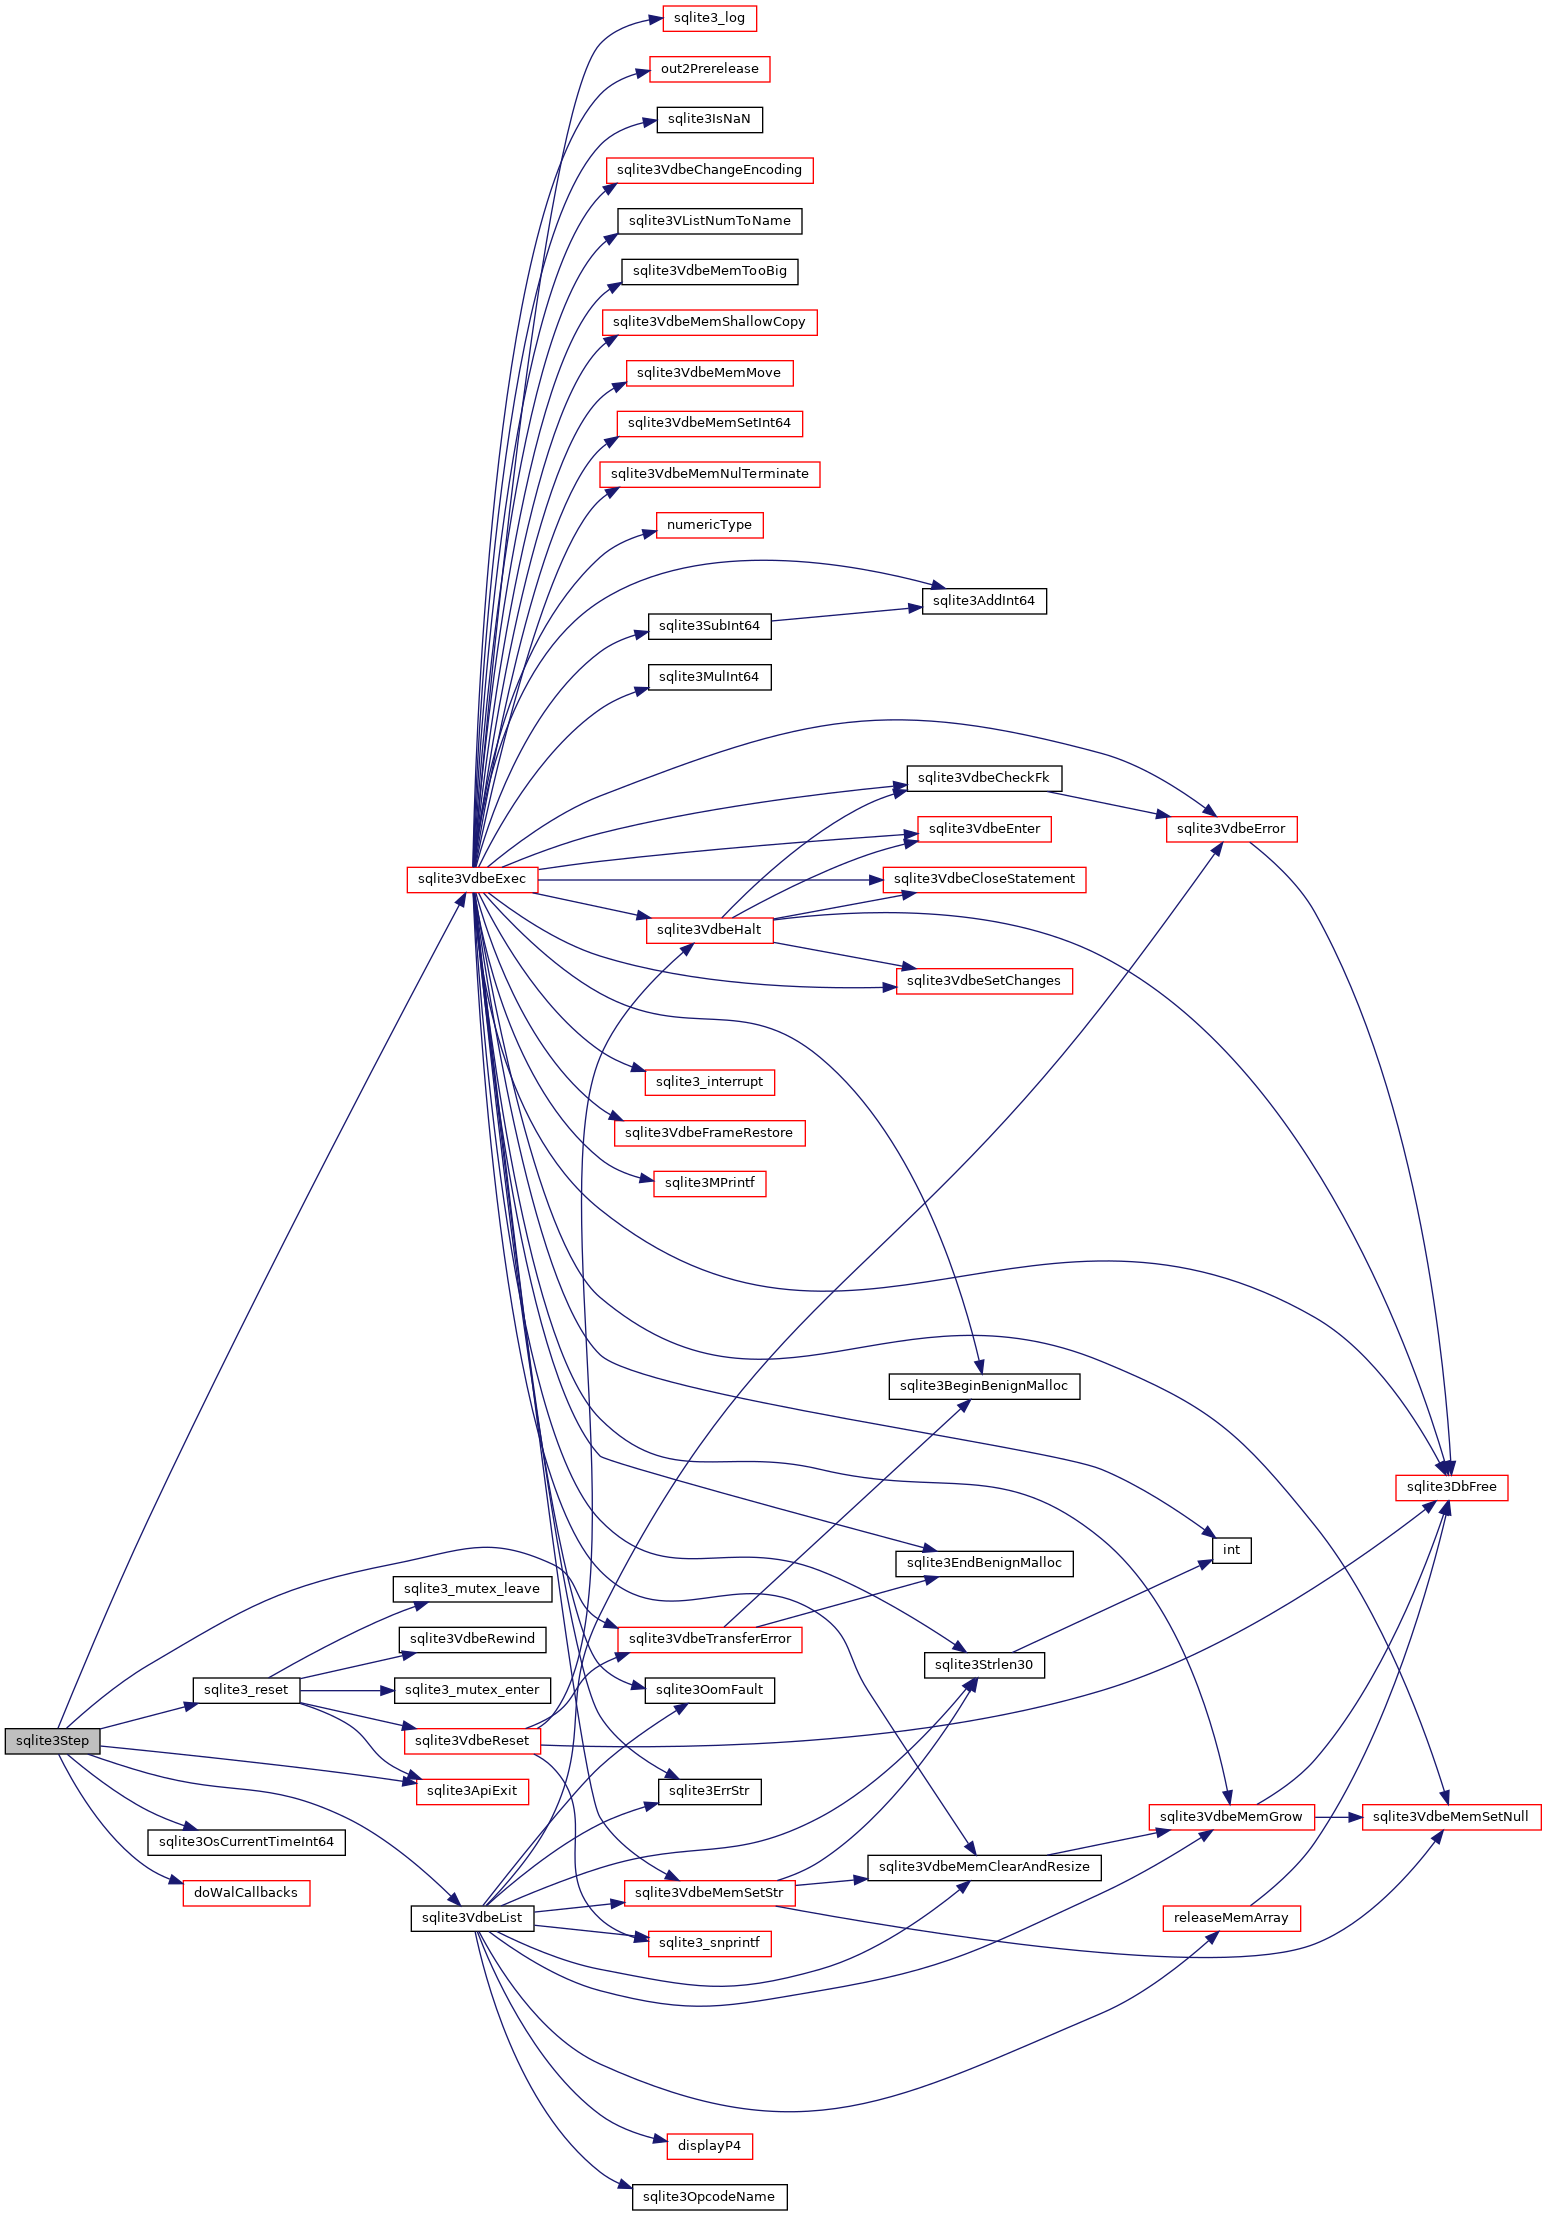 sqlite3_log
out2Prerelease
sqlite3IsNaN
sqlite3VdbeChangeEncoding
sqlite3VListNumToName
sqlite3VdbeMemTooBig
sqlite3VdbeMemShallowCopy
sqlite3VdbeMemMove
sqlite3VdbeMemSetInt64
sqlite3VdbeMemNulTerminate
numericType
sqlite3AddInt64
sqlite3SubInt64
sqlite3MulInt64
sqlite3VdbeCheckFk
sqlite3VdbeEnter
sqlite3VdbeError
sqlite3VdbeExec
sqlite3VdbeCloseStatement
sqlite3VdbeHalt
sqlite3VdbeSetChanges
sqlite3_interrupt
sqlite3VdbeFrameRestore
sqlite3MPrintf
sqlite3BeginBenignMalloc
sqlite3DbFree
int
sqlite3EndBenignMalloc
sqlite3_mutex_leave
sqlite3VdbeRewind
sqlite3VdbeTransferError
sqlite3Strlen30
sqlite3_reset
sqlite3_mutex_enter
sqlite3OomFault
sqlite3Step
sqlite3VdbeReset
sqlite3ApiExit
sqlite3ErrStr
sqlite3VdbeMemGrow
sqlite3VdbeMemSetNull
sqlite3OsCurrentTimeInt64
sqlite3VdbeMemClearAndResize
doWalCallbacks
sqlite3VdbeMemSetStr
sqlite3VdbeList
releaseMemArray
sqlite3_snprintf
displayP4
sqlite3OpcodeName